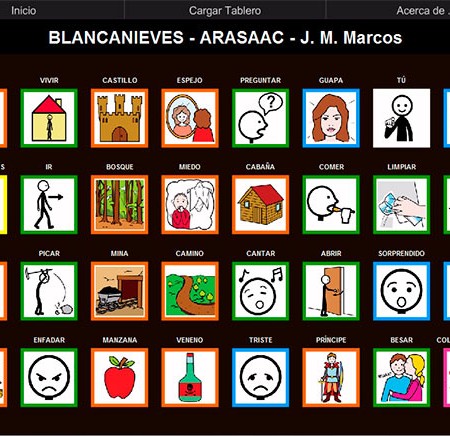 Inicio Cargar Tablero Acerca de .
BLANCANIEVES - ARASAAC - J. M. Marcos
VIVIR CASTILLO ESPEJO PREGUNTAR GUAPA TÚ
IR BOSQUE MIEDO CABAÑA COMER LIMPIAR
PICAR MINA CAMINO CANTAR ABRIR SORPRENDIDO
ENFADAR MANZANA VENENO TRISTE PRÍNCIPE BESAR